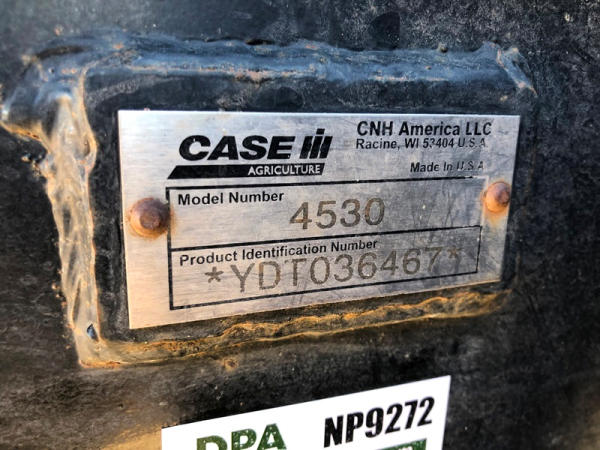 CASE IH
AGRICULTURE
CNH America LLC
Racine, WI 53404 U.S.A.
Made In U.S.A
Model Number
4530
Product Identification Number
*YDT036467*
DPA
NP9272